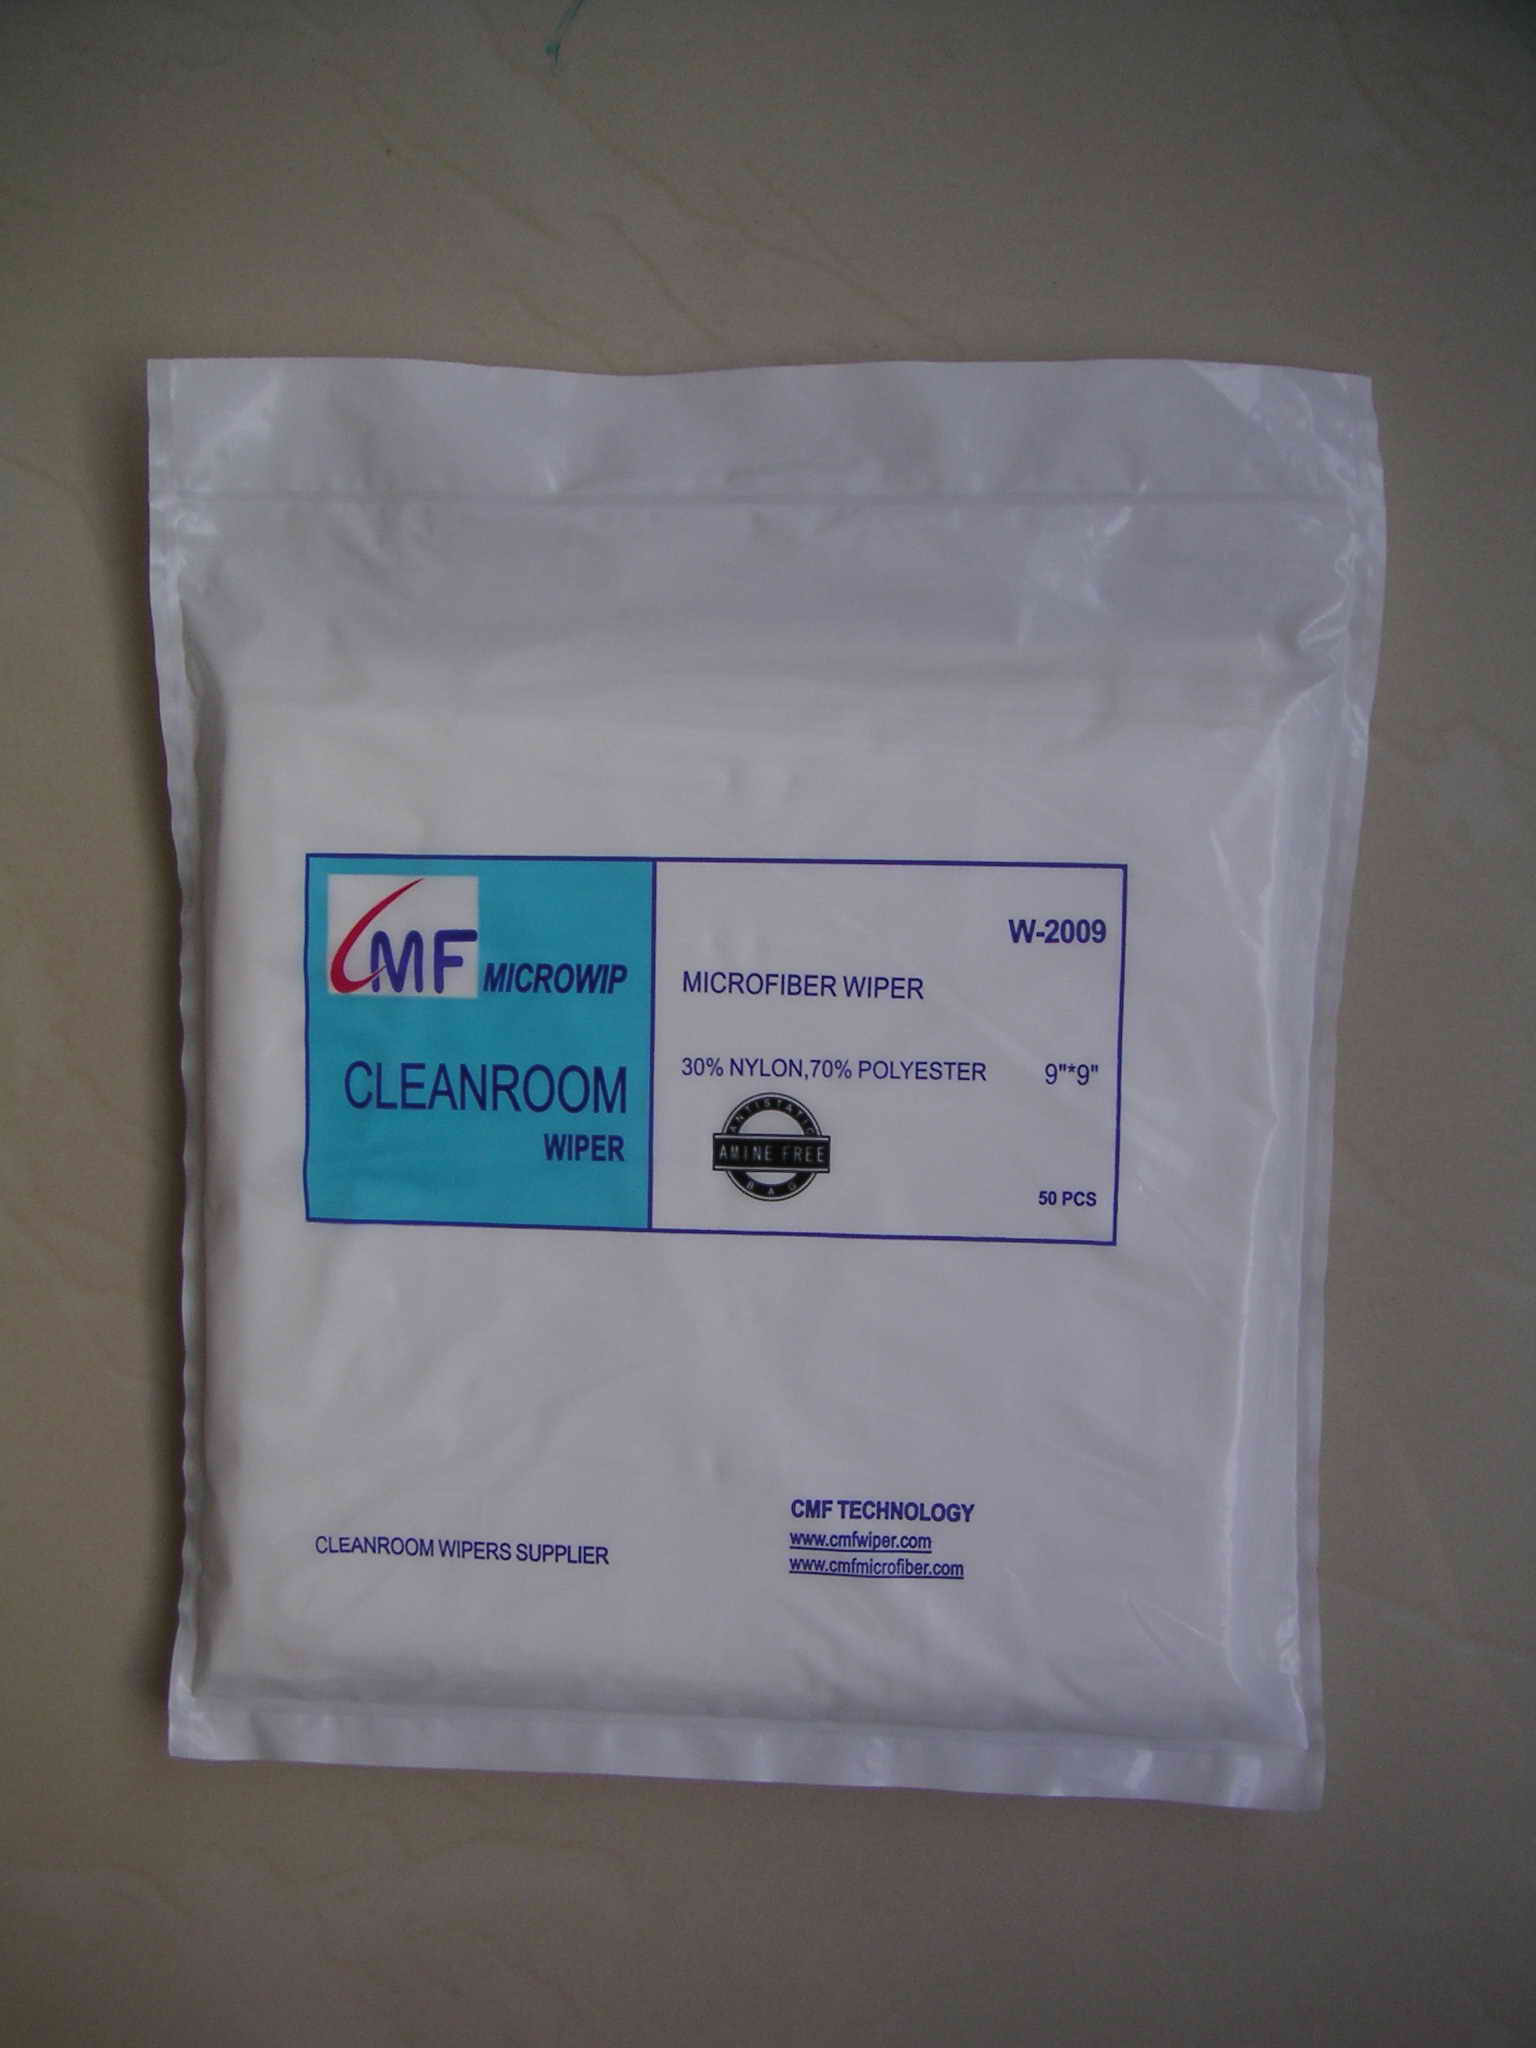 CMF MICROWIP
CLEANROOM
WIPER
W-2009
MICROFIBER WIPER
30% NYLON,70% POLYESTER 9"*9"
ANTISTATIC
AMINE FREE
BAG
50 PCS
CLEANROOM WIPERS SUPPLIER
CMF TECHNOLOGY
www.cmfwiper.com
www.cmfmicrofiber.com